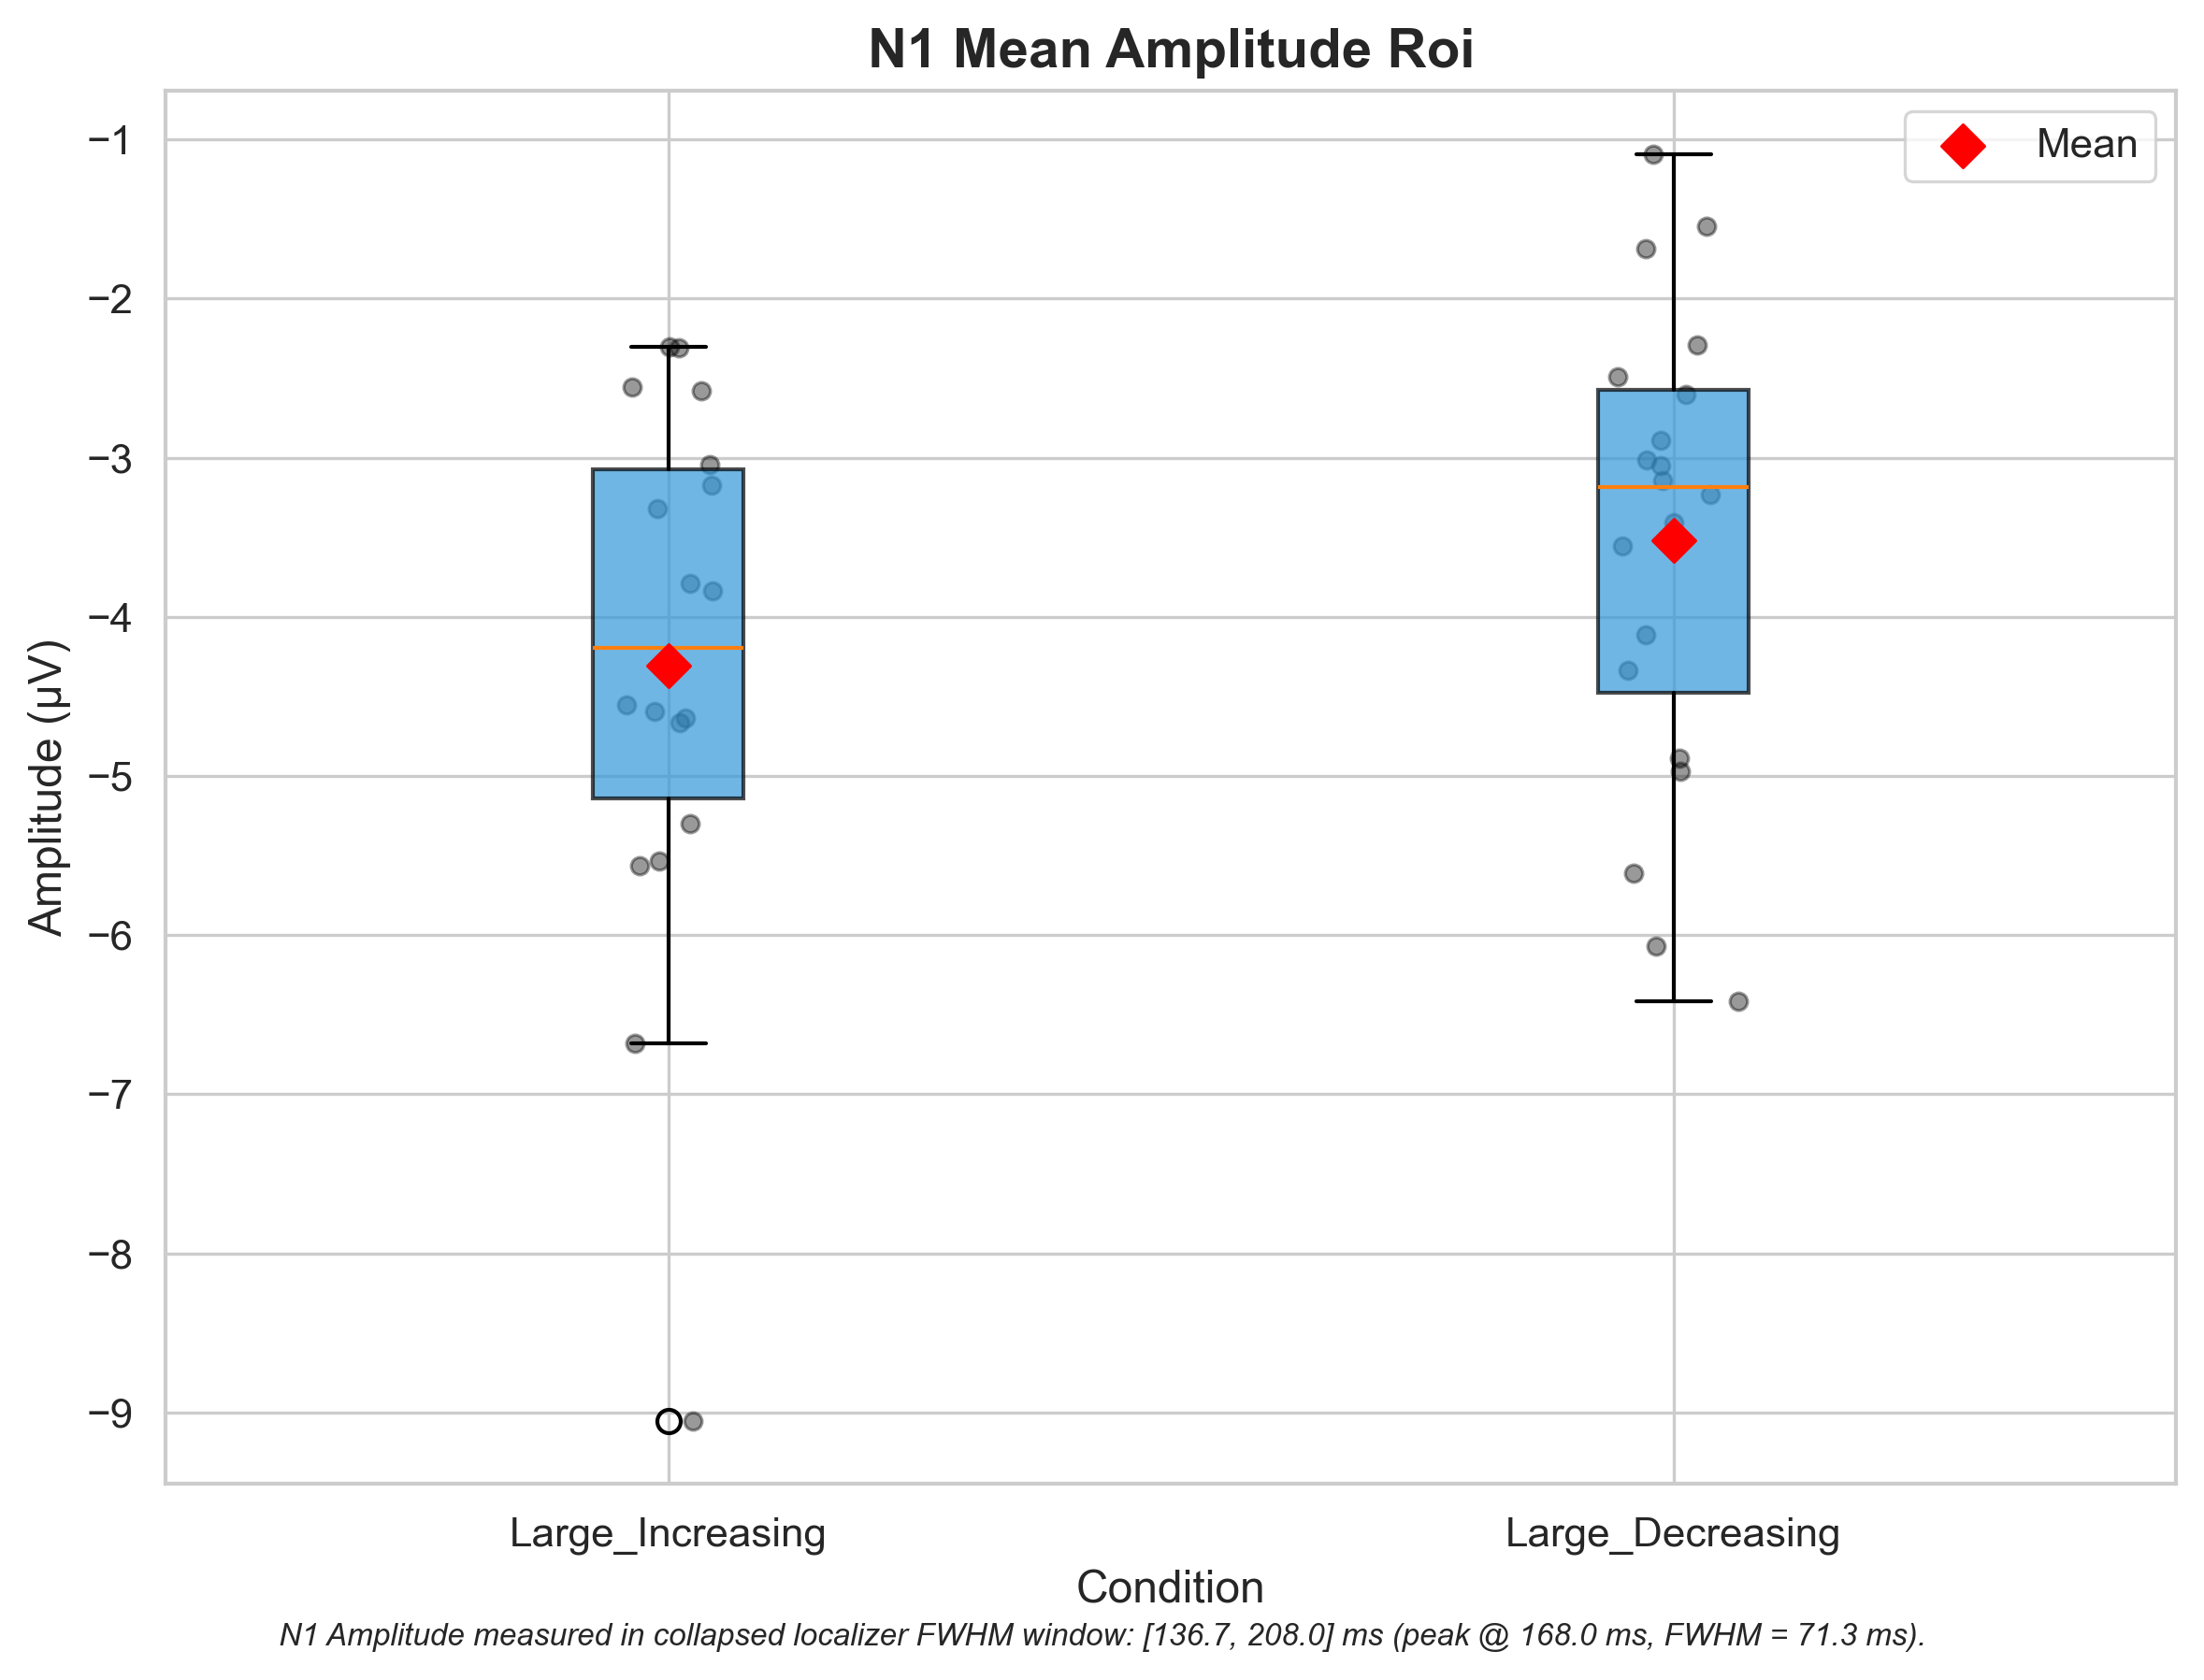 N1 Mean Amplitude Roi
Mean
−1
−2
−3
−4
−5
−6
−7
−8
−9
Amplitude (μV)
Large_Increasing
Large_Decreasing
Condition
N1 Amplitude measured in collapsed localizer FWHM window: [136.7, 208.0] ms (peak @ 168.0 ms, FWHM = 71.3 ms).